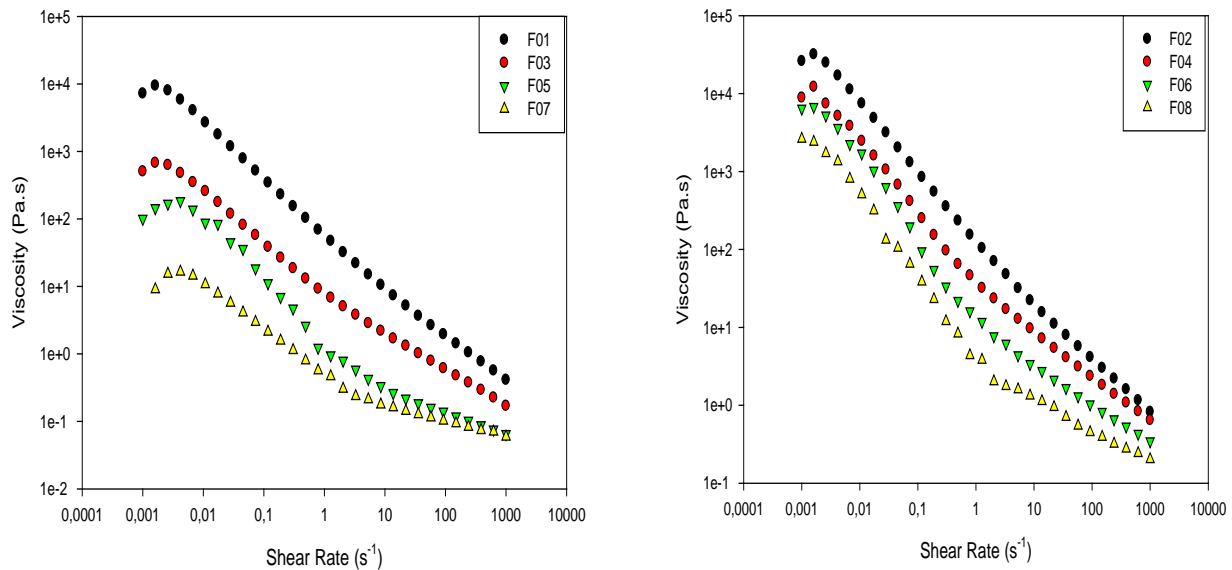 1e+5
1e+4
1e+3
1e+2
1e+1
1e+0
1e-1
1e-2
Viscosity (Pa.s)
F01
F03
F05
F07
0,0001 0,001 0,01 0,1 1 10 100 1000 10000
Shear Rate (s⁻¹)
1e+5
1e+4
1e+3
1e+2
1e+1
1e+0
1e-1
Viscosity (Pa.s)
F02
F04
F06
F08
0,0001 0,001 0,01 0,1 1 10 100 1000 10000
Shear Rate (s⁻¹)